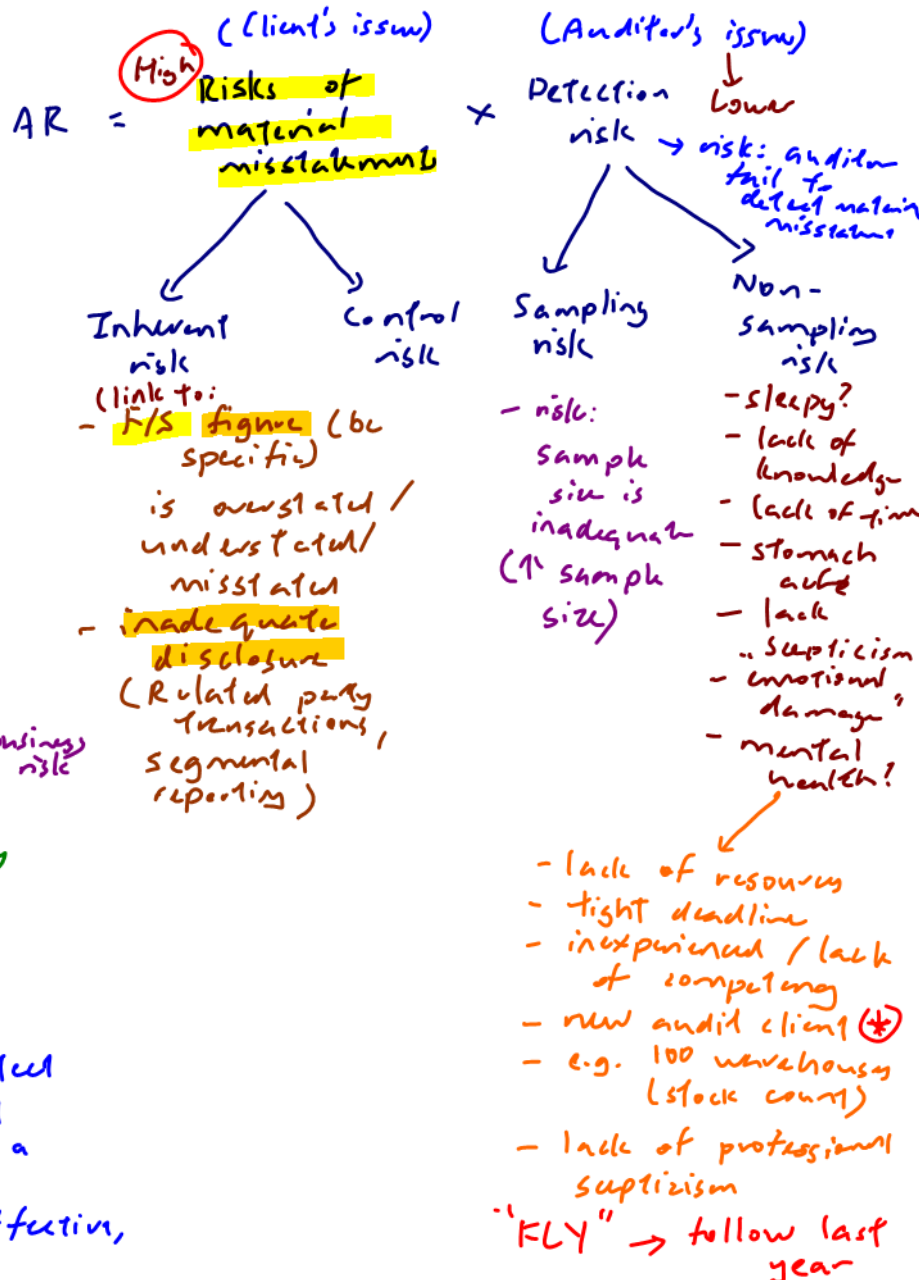 (Client's issue)
(Auditor's issue)
High
AR = Risks of material misstatement × Detection risk
Lower
→ risk: auditor
fail to
detect material
misstatement
Inherent
risk
Control
risk
Sampling
risk
Non-
sampling
risk
(link to:
- F/S figure (be
specific)
is overstated /
understated/
misstated
- inadequate
disclosure
(Related party
transactions,
segmental
reporting)
- risk:
sample
size is
inadequate
(↑ sample
size)
- sleepy?
- lack of
knowledge
- lack of time
- stomach
ache
- lack
scepticism
- "emotional
damage"
- mental
health?
business
risk
- lack of resources
- tight deadline
- inexperienced / lack
of competency
- new audit client (*)
- e.g. 100 warehouses
(stock count)
- lack of professional
scepticism
"FLY" → follow last
year
a